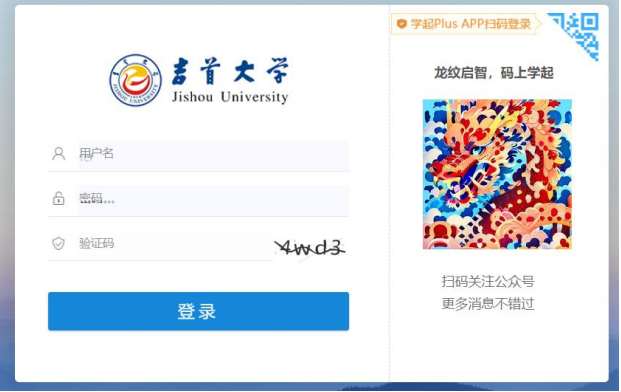 吉首大学
Jishou University
用户名
密码
验证码
4wd3
登录
学起Plus APP扫码登录
龙纹启智，码上学起
扫码关注公众号
更多消息不错过